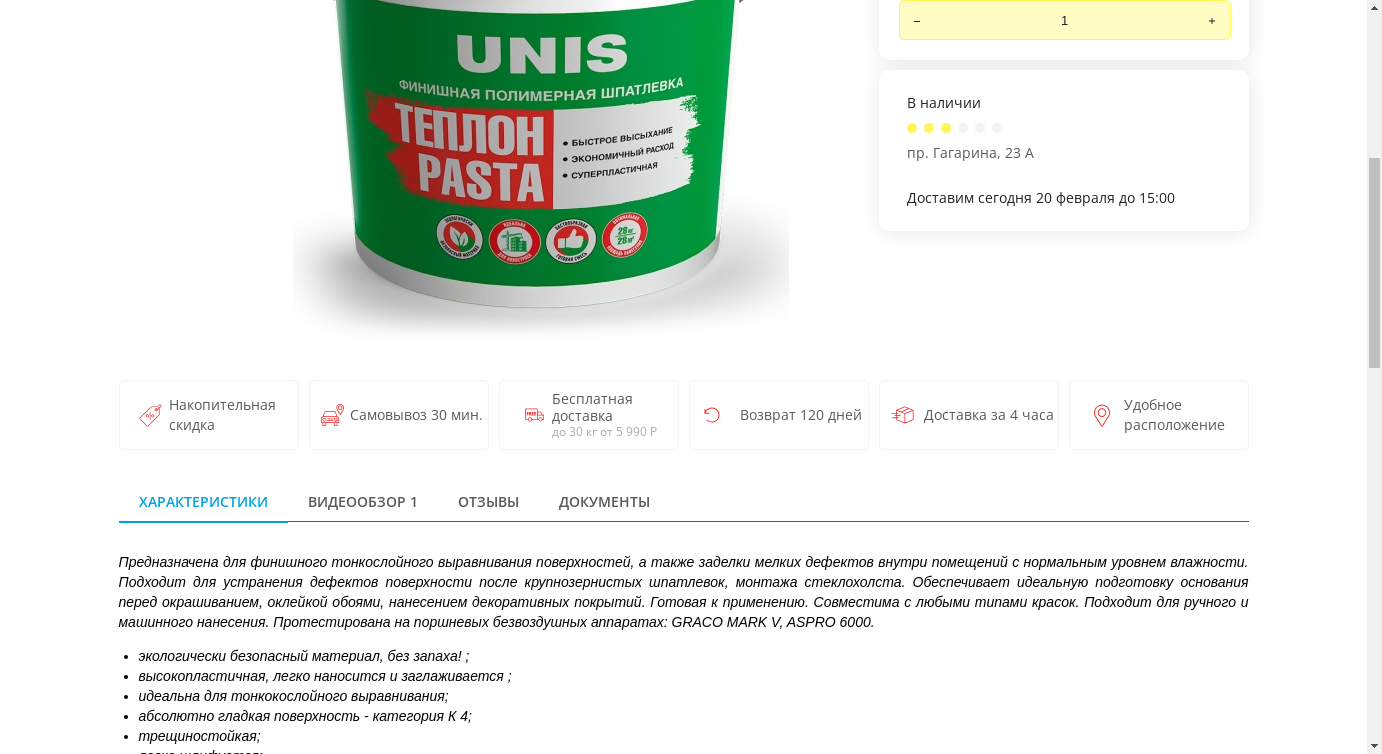 UNIS
ФИНИШНАЯ ПОЛИМЕРНАЯ ШПАТЛЕВКА
ТЕПЛОН
PASTA
• БЫСТРОЕ ВЫСЫХАНИЕ
• ЭКОНОМИЧНЫЙ РАСХОД
• СУПЕРПЛАСТИЧНАЯ
28 кг
28 м²
− 1 +
В наличии
пр. Гагарина, 23 А
Доставим сегодня 20 февраля до 15:00
Накопительная
скидка
Самовывоз 30 мин.
FREE
Бесплатная
доставка
до 30 кг от 5 990 Р
Возврат 120 дней
Доставка за 4 часа
Удобное
расположение
ХАРАКТЕРИСТИКИ ВИДЕООБЗОР 1 ОТЗЫВЫ ДОКУМЕНТЫ
Предназначена для финишного тонкослойного выравнивания поверхностей, а также заделки мелких дефектов внутри помещений с нормальным уровнем влажности.
Подходит для устранения дефектов поверхности после крупнозернистых шпатлевок, монтажа стеклохолста. Обеспечивает идеальную подготовку основания
перед окрашиванием, оклейкой обоями, нанесением декоративных покрытий. Готовая к применению. Совместима с любыми типами красок. Подходит для ручного и
машинного нанесения. Протестирована на поршневых безвоздушных аппаратах: GRACO MARK V, ASPRO 6000.
• экологически безопасный материал, без запаха! ;
• высокопластичная, легко наносится и заглаживается ;
• идеальна для тонкокослойного выравнивания;
• абсолютно гладкая поверхность - категория К 4;
• трещиностойкая;